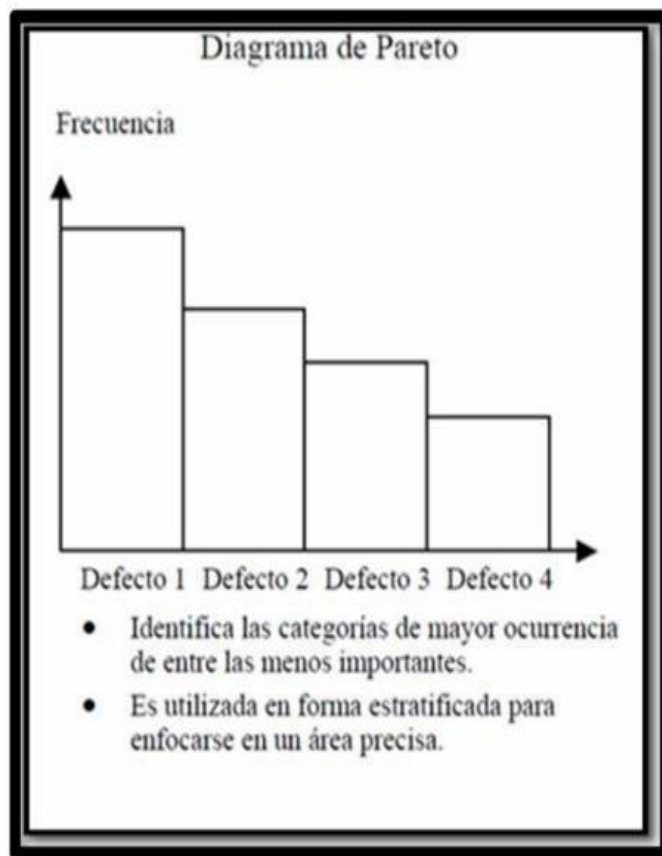 Diagrama de Pareto
Frecuencia
Defecto 1 Defecto 2 Defecto 3 Defecto 4
• Identifica las categorías de mayor ocurrencia
de entre las menos importantes.
• Es utilizada en forma estratificada para
enfocarse en un área precisa.